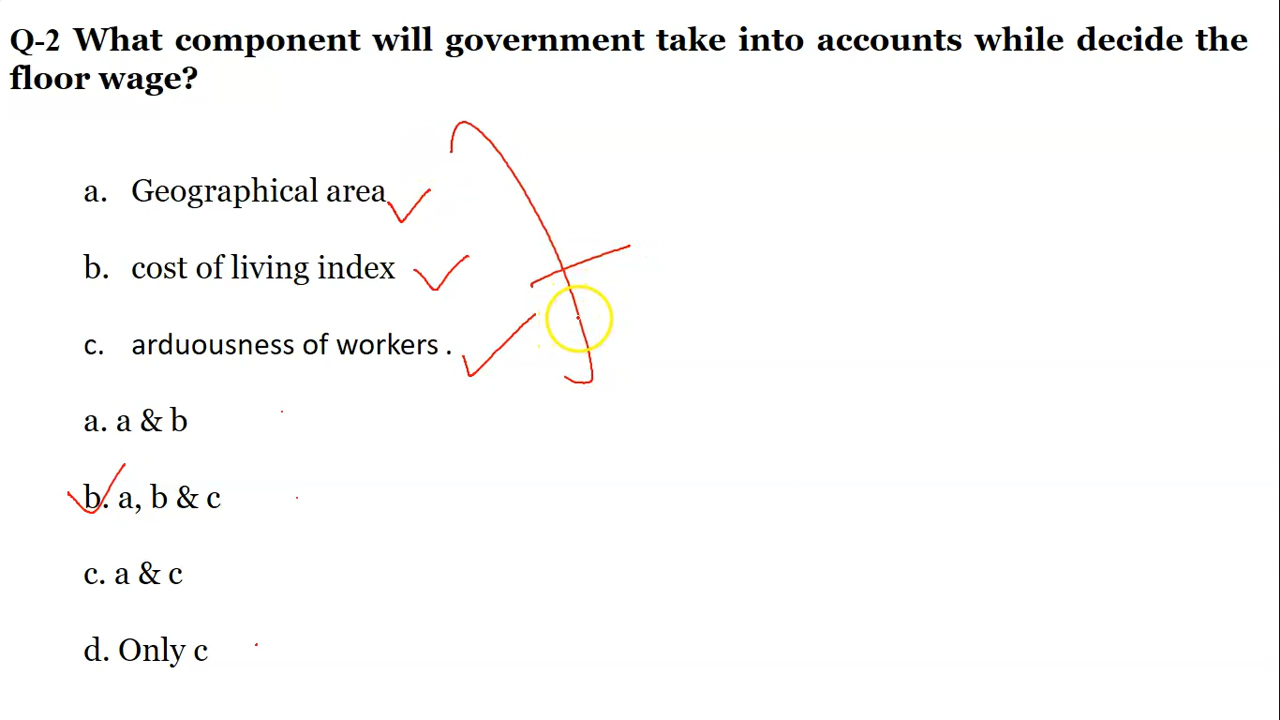 Q-2 What component will government take into accounts while decide the
floor wage?
a. Geographical area
b. cost of living index
c. arduousness of workers .
a. a & b
b. a, b & c
c. a & c
d. Only c